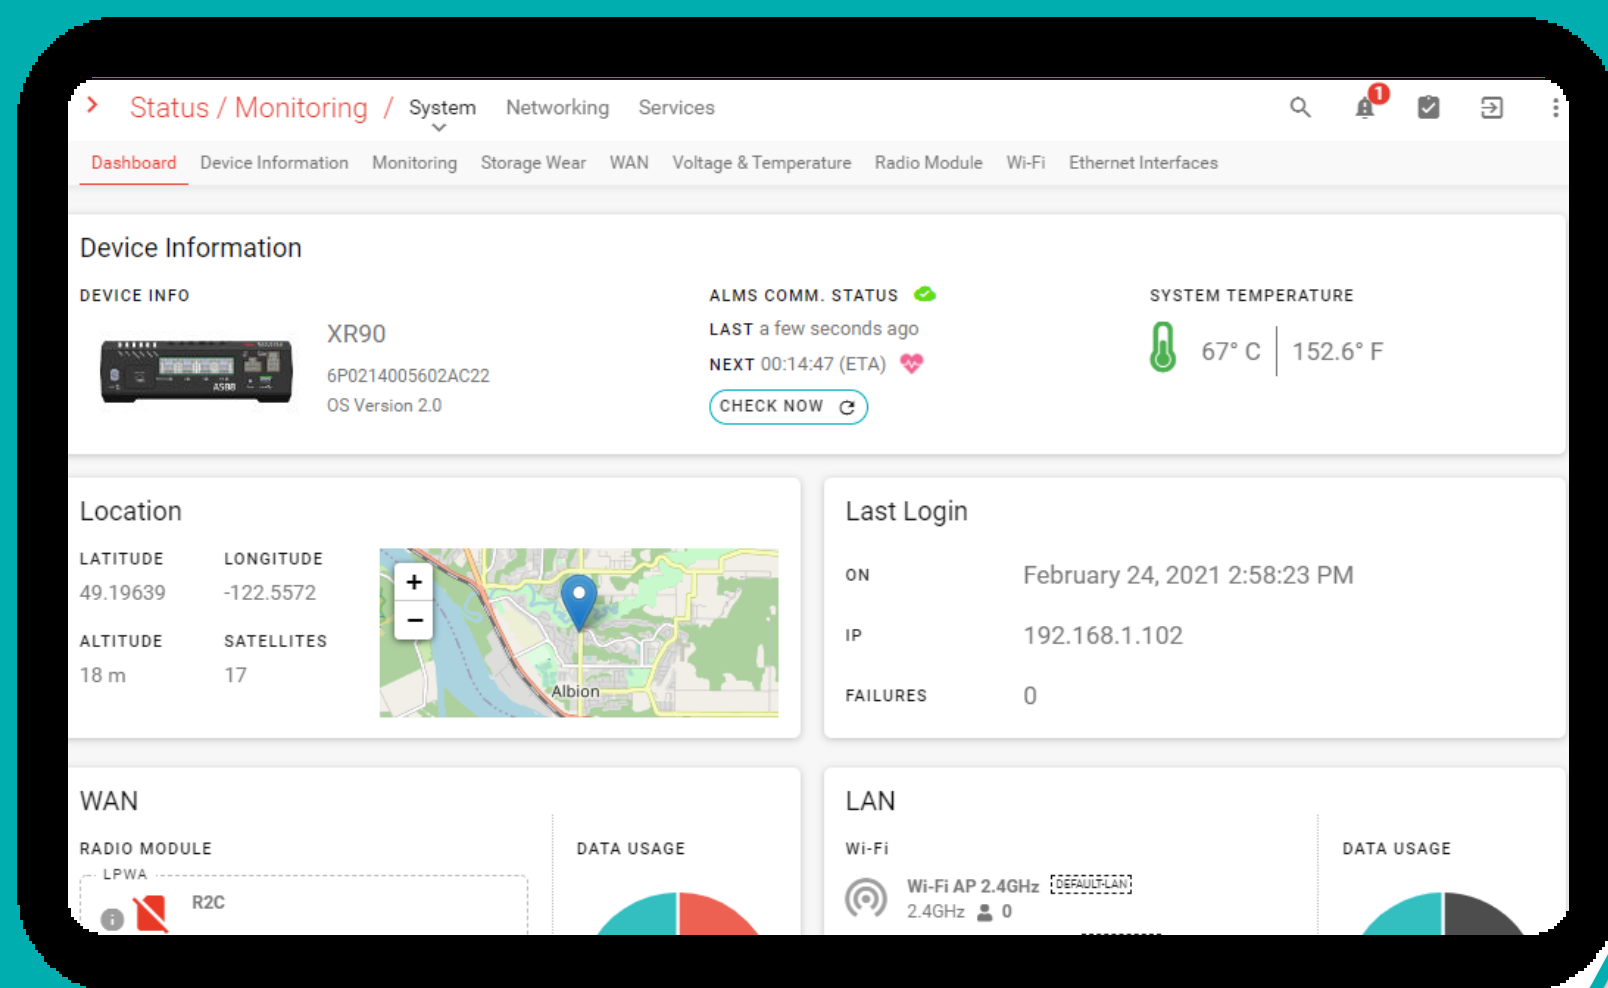 Status / Monitoring / System Networking Services
1
Dashboard Device Information Monitoring Storage Wear WAN Voltage & Temperature Radio Module Wi-Fi Ethernet Interfaces
Device Information
DEVICE INFO
XR90
6P0214005602AC22
OS Version 2.0
ALMS COMM. STATUS
LAST a few seconds ago
NEXT 00:14:47 (ETA)
CHECK NOW
SYSTEM TEMPERATURE
67° C 152.6° F
Location
LATITUDE LONGITUDE
49.19639 -122.5572
ALTITUDE SATELLITES
18 m 17
+
−
Albion
Last Login
ON February 24, 2021 2:58:23 PM
IP 192.168.1.102
FAILURES 0
WAN
RADIO MODULE
LPWA
R2C
DATA USAGE
LAN
Wi-Fi
Wi-Fi AP 2.4GHz DEFAULT-LAN
2.4GHz 0
DATA USAGE